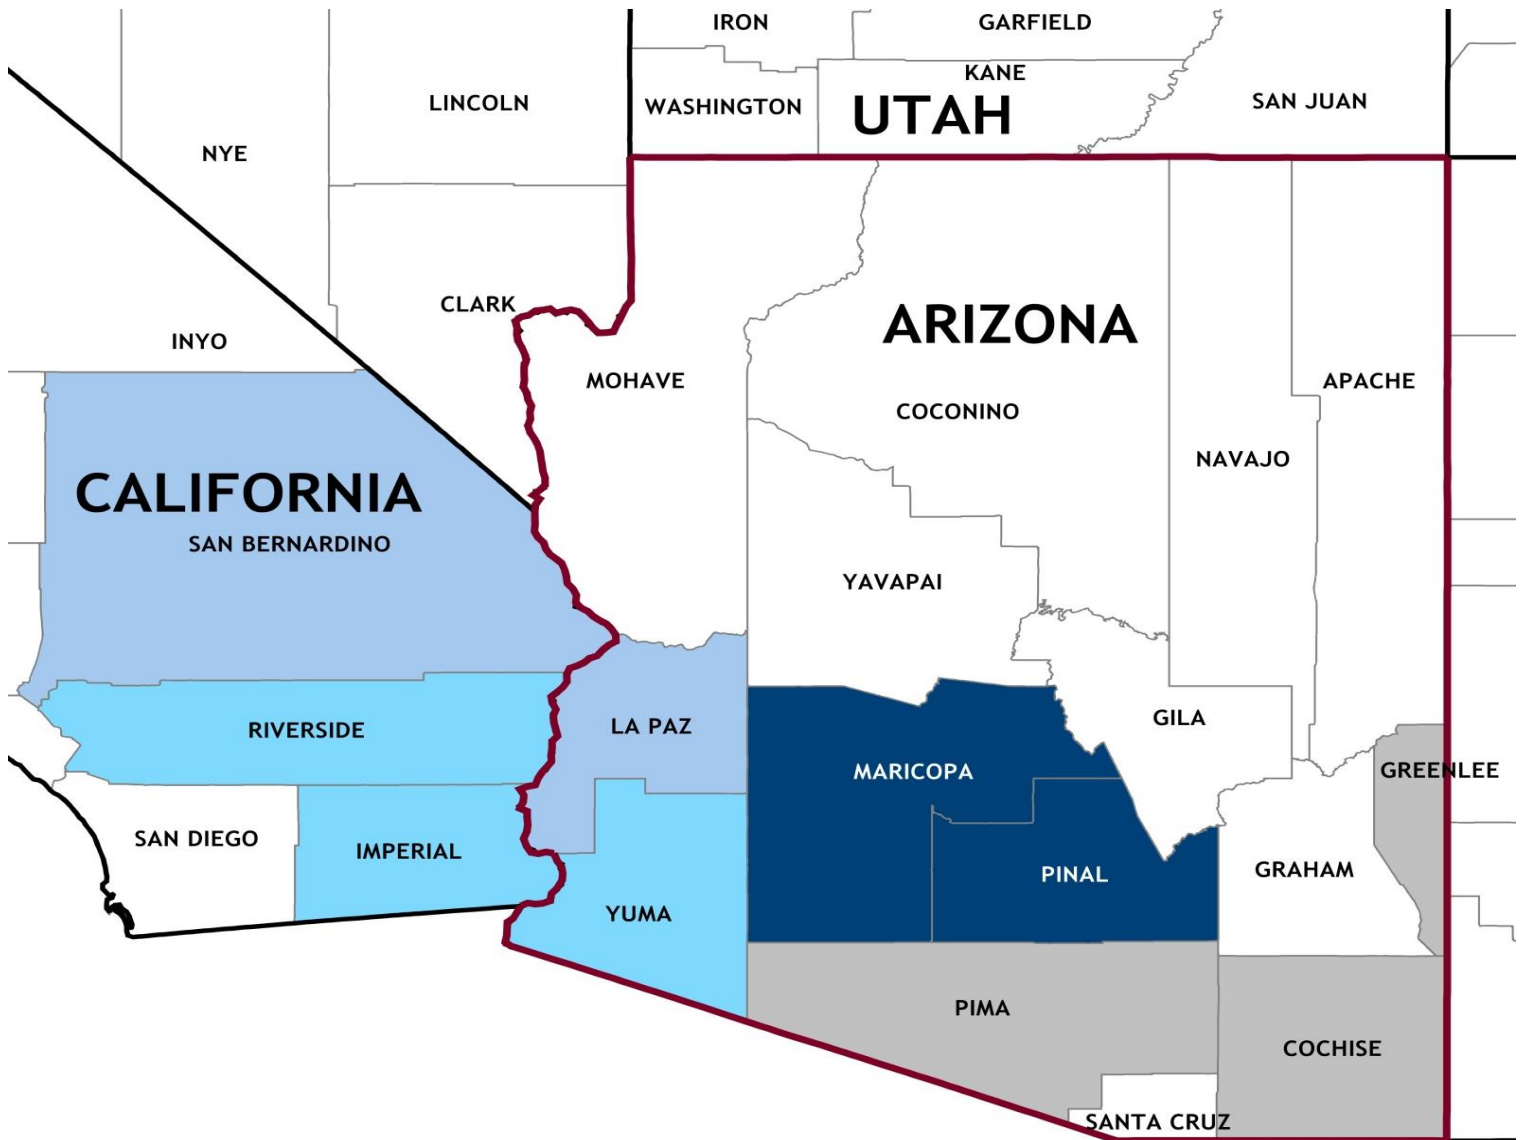 IRON
GARFIELD
KANE
LINCOLN
WASHINGTON
UTAH
SAN JUAN
NYE
CLARK
ARIZONA
INYO
MOHAVE
APACHE
COCONINO
NAVAJO
CALIFORNIA
SAN BERNARDINO
YAVAPAI
GILA
LA PAZ
RIVERSIDE
MARICOPA
GREENLEE
SAN DIEGO
IMPERIAL
GRAHAM
PINAL
YUMA
PIMA
COCHISE
SANTA CRUZ